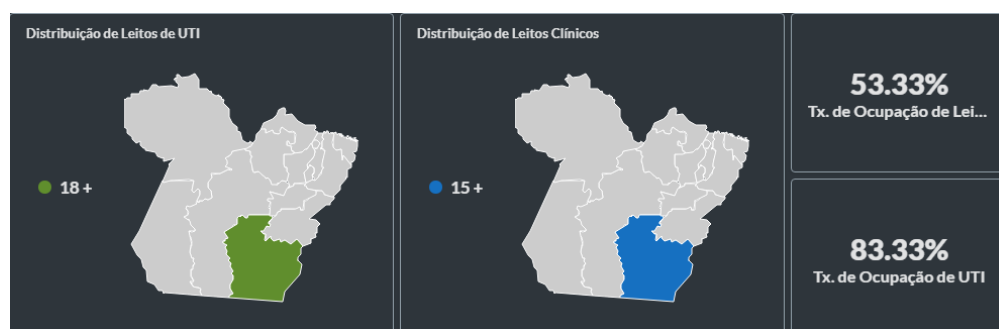 Distribuição de Leitos de UTI
Distribuição de Leitos Clínicos
18 +
15 +
53.33%
Tx. de Ocupação de Lei...
83.33%
Tx. de Ocupação de UTI